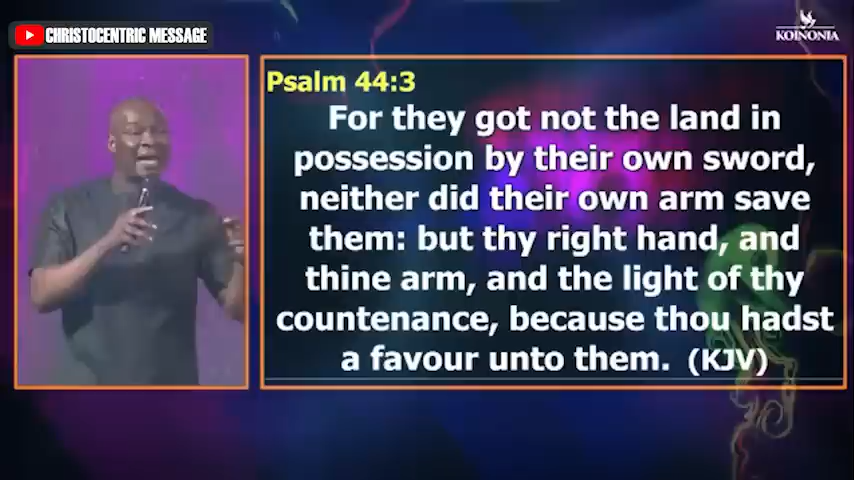 CHRISTOCENTRIC MESSAGE
KOINONIA
Psalm 44:3
For they got not the land in
possession by their own sword,
neither did their own arm save
them: but thy right hand, and
thine arm, and the light of thy
countenance, because thou hadst
a favour unto them. (KJV)